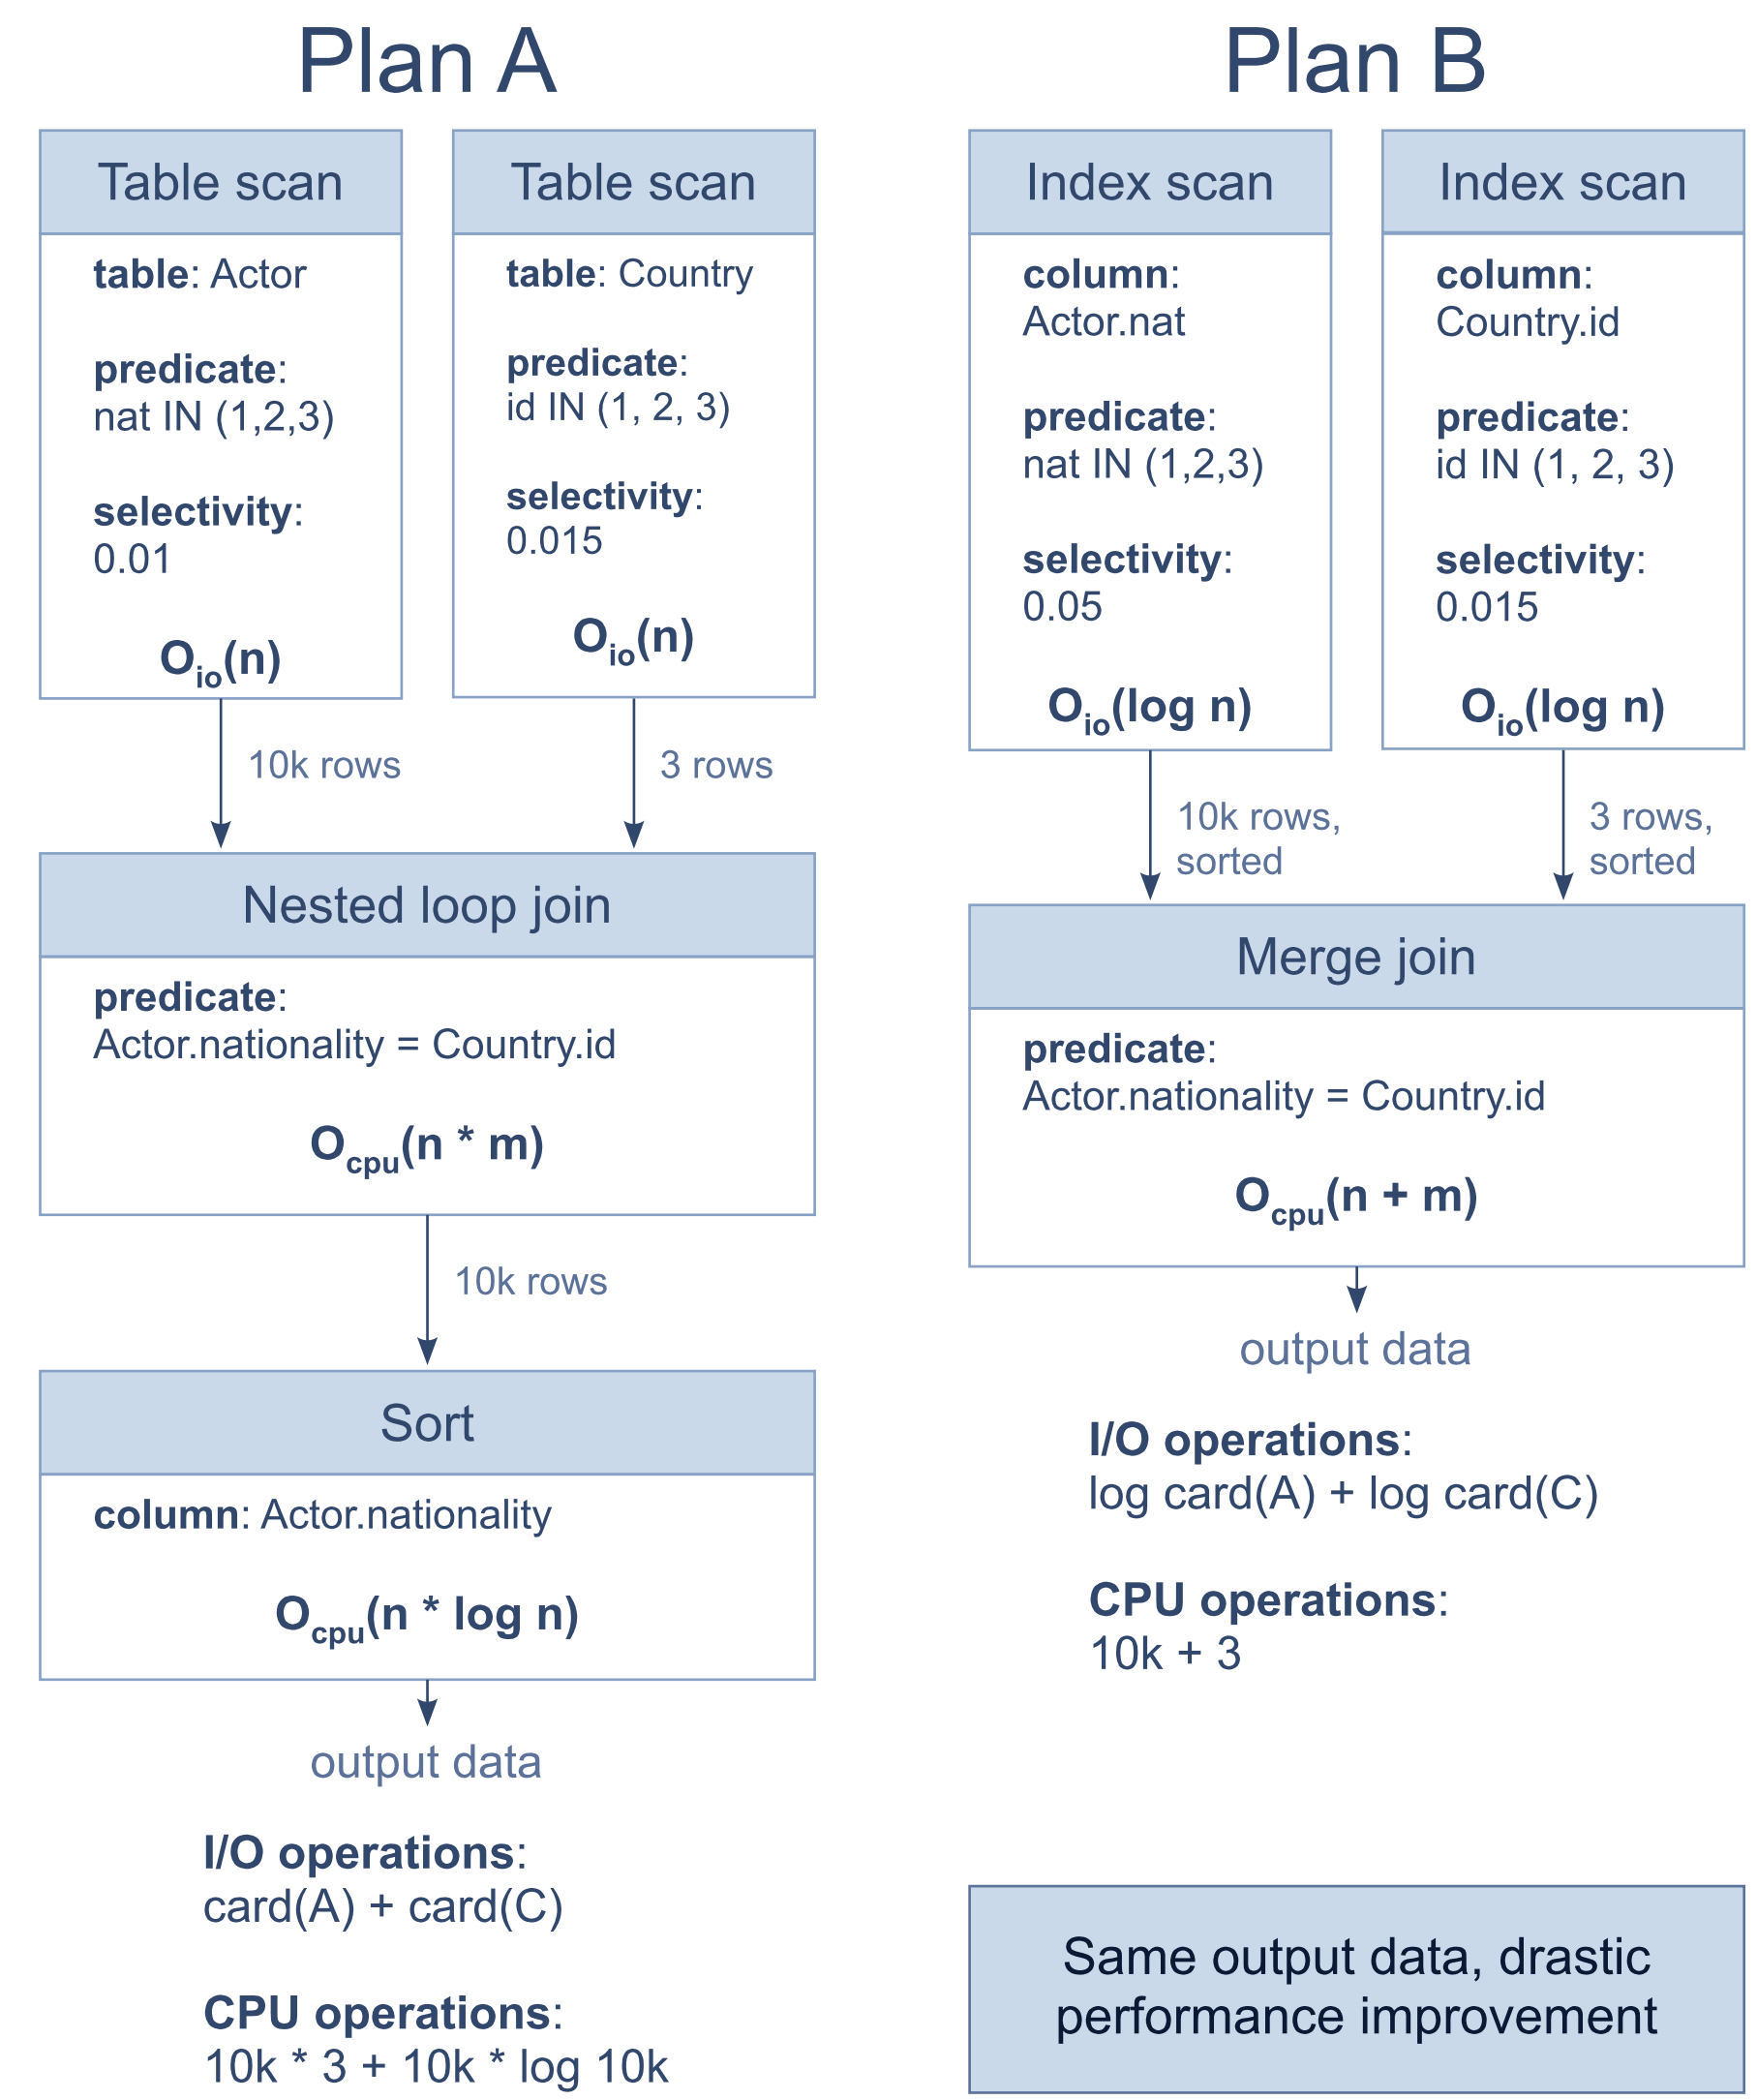 Plan A
Table scan
table: Actor
predicate:
nat IN (1,2,3)
selectivity:
0.01
Oio(n)
10k rows
Table scan
table: Country
predicate:
id IN (1, 2, 3)
selectivity:
0.015
Oio(n)
3 rows
Nested loop join
predicate:
Actor.nationality = Country.id
Ocpu(n * m)
10k rows
Sort
column: Actor.nationality
Ocpu(n * log n)
output data
I/O operations:
card(A) + card(C)
CPU operations:
10k * 3 + 10k * log 10k
Plan B
Index scan
column:
Actor.nat
predicate:
nat IN (1,2,3)
selectivity:
0.05
Oio(log n)
10k rows,
sorted
Index scan
column:
Country.id
predicate:
id IN (1, 2, 3)
selectivity:
0.015
Oio(log n)
3 rows,
sorted
Merge join
predicate:
Actor.nationality = Country.id
Ocpu(n + m)
output data
I/O operations:
log card(A) + log card(C)
CPU operations:
10k + 3
Same output data, drastic
performance improvement